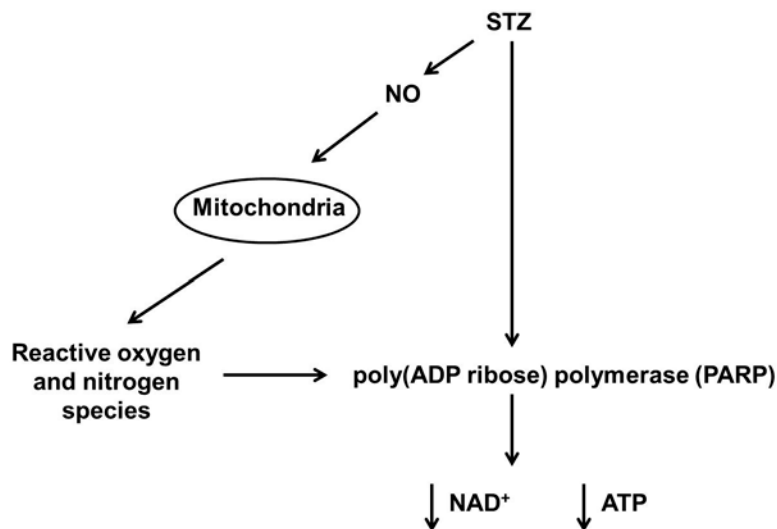 STZ
NO
Mitochondria
Reactive oxygen
and nitrogen
species
poly(ADP ribose) polymerase (PARP)
NAD⁺
ATP